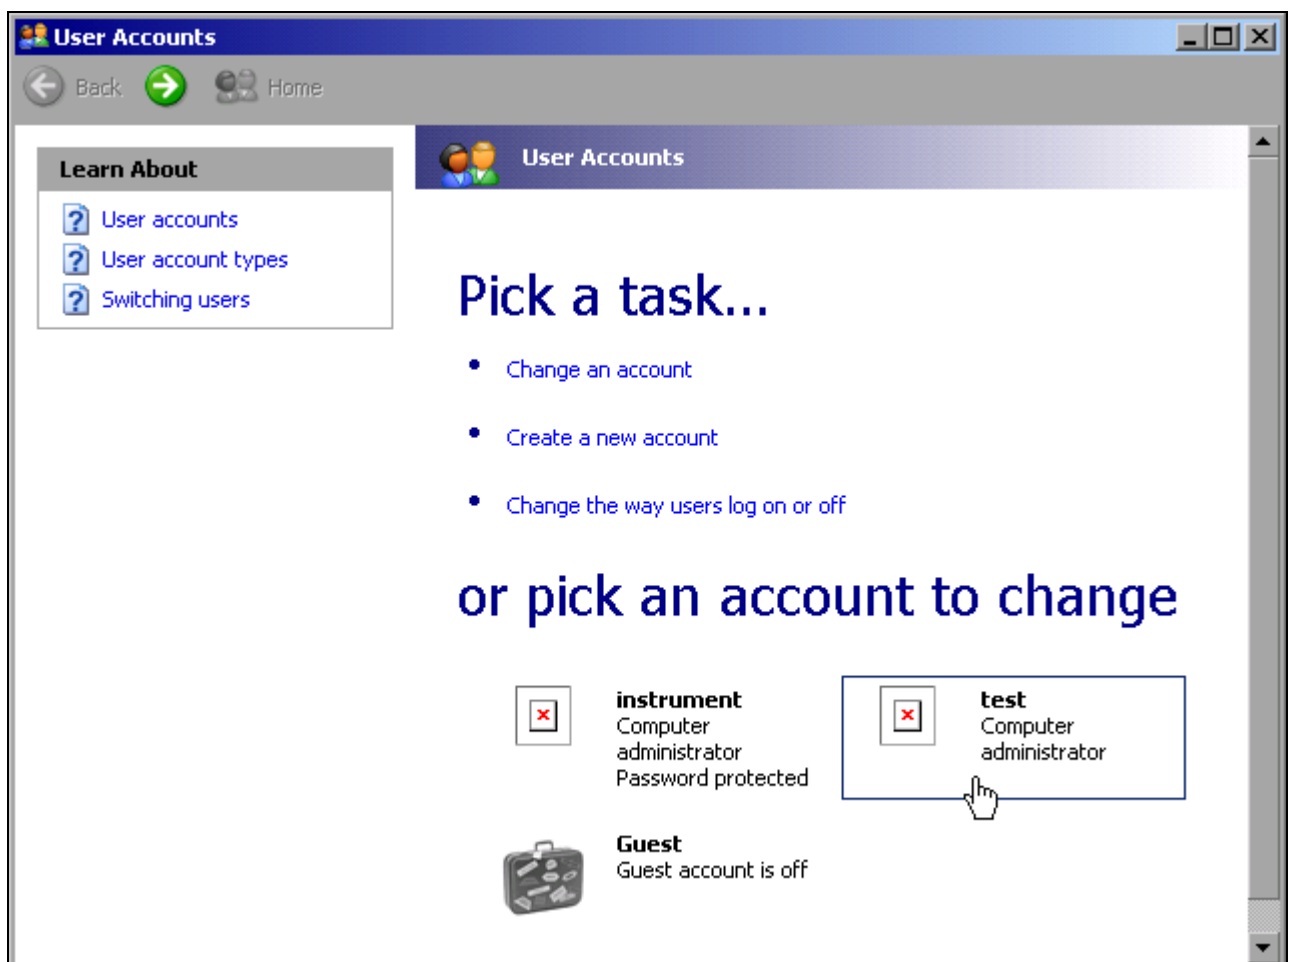 User Accounts
Back
Home
Learn About
User accounts
User account types
Switching users
User Accounts
Pick a task...
Change an account
Create a new account
Change the way users log on or off
or pick an account to change
instrument
Computer
administrator
Password protected
test
Computer
administrator
Guest
Guest account is off